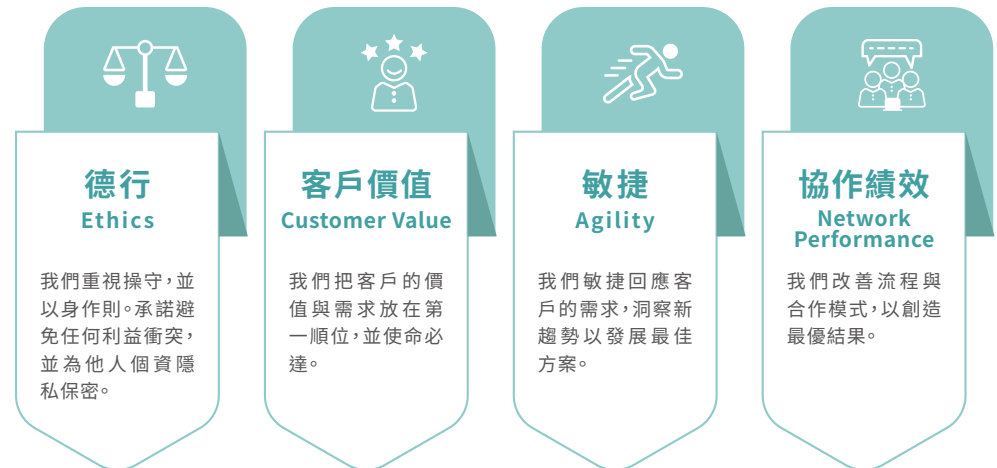 德行
Ethics
我們重視操守，並
以身作則。承諾避
免任何利益衝突，
並為他人個資隱
私保密。
客戶價值
Customer Value
我們把客戶的價
值與需求放在第
一順位，並使命必
達。
敏捷
Agility
我們敏捷回應客
戶的需求，洞察新
趨勢以發展最佳
方案。
協作績效
Network
Performance
我們改善流程與
合作模式，以創造
最優結果。